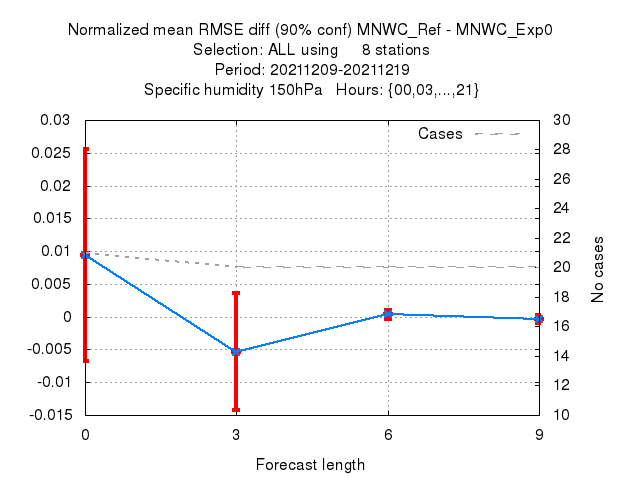 Normalized mean RMSE diff (90% conf) MNWC_Ref - MNWC_Exp0
Selection: ALL using 8 stations
Period: 20211209-20211219
Specific humidity 150hPa Hours: {00,03,...,21}
0.03
0.025
0.02
0.015
0.01
0.005
0
-0.005
-0.01
-0.015
Cases
30
28
26
24
22
20
18
16
14
12
10
No cases
0 3 6 9
Forecast length